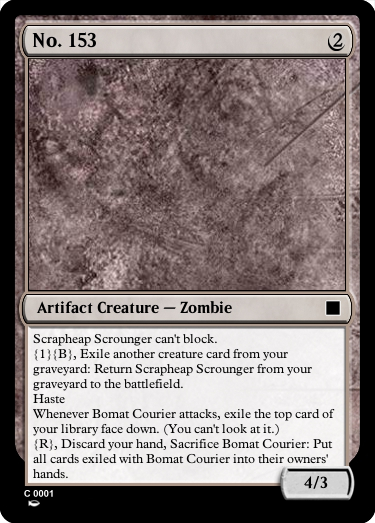 No. 153
2
Artifact Creature — Zombie
Scrapheap Scrounger can't block.
{1}{B}, Exile another creature card from your
graveyard: Return Scrapheap Scrounger from your
graveyard to the battlefield.
Haste
Whenever Bomat Courier attacks, exile the top card of
your library face down. (You can't look at it.)
{R}, Discard your hand, Sacrifice Bomat Courier: Put
all cards exiled with Bomat Courier into their owners'
hands.
4/3
C 0001